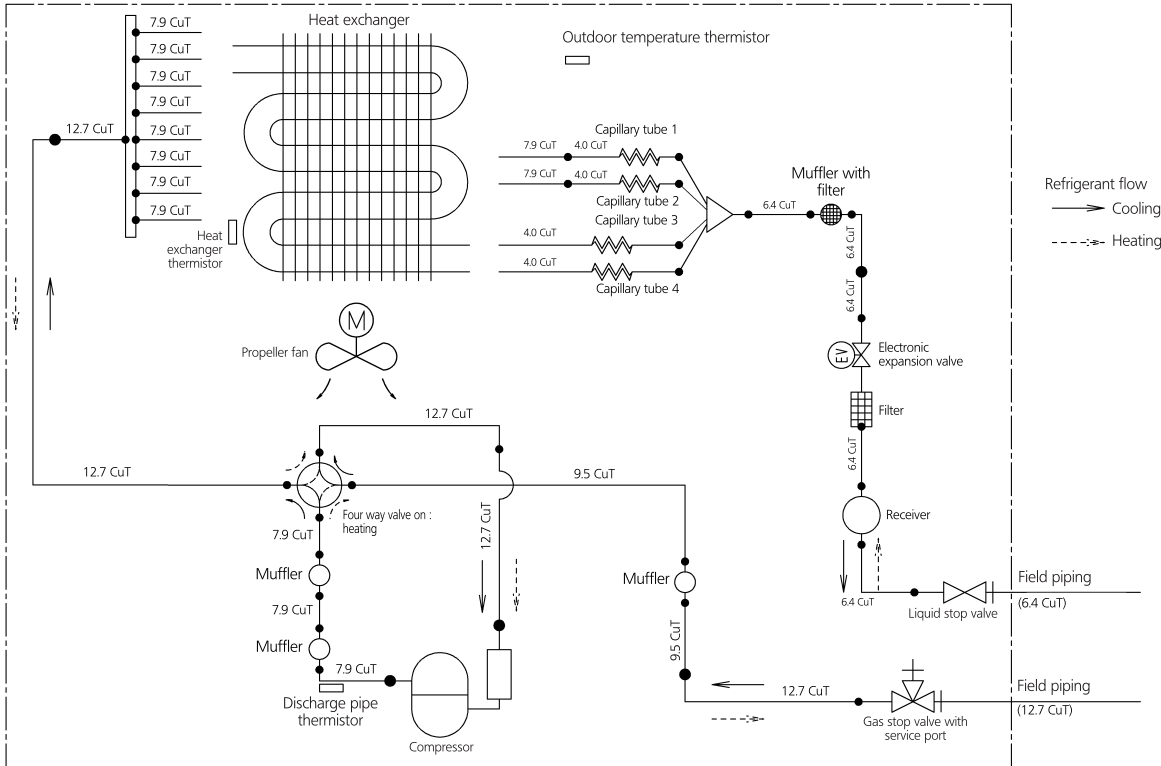 7.9 CuT
Heat exchanger
7.9 CuT
7.9 CuT
7.9 CuT
7.9 CuT
7.9 CuT
7.9 CuT
7.9 CuT
12.7 CuT
Heat
exchanger
thermistor
Outdoor temperature thermistor
Capillary tube 1
7.9 CuT
4.0 CuT
7.9 CuT
4.0 CuT
Capillary tube 2
Capillary tube 3
4.0 CuT
4.0 CuT
Capillary tube 4
Muffler with
filter
6.4 CuT
6.4 CuT
6.4 CuT
Refrigerant flow
Cooling
Heating
M
Propeller fan
EV
Electronic
expansion valve
Filter
6.4 CuT
Receiver
6.4 CuT
Liquid stop valve
Field piping
(6.4 CuT)
12.7 CuT
12.7 CuT
9.5 CuT
Four way valve on :
heating
7.9 CuT
12.7 CuT
Muffler
7.9 CuT
Muffler
7.9 CuT
Discharge pipe
thermistor
Compressor
Muffler
9.5 CuT
12.7 CuT
Gas stop valve with
service port
Field piping
(12.7 CuT)